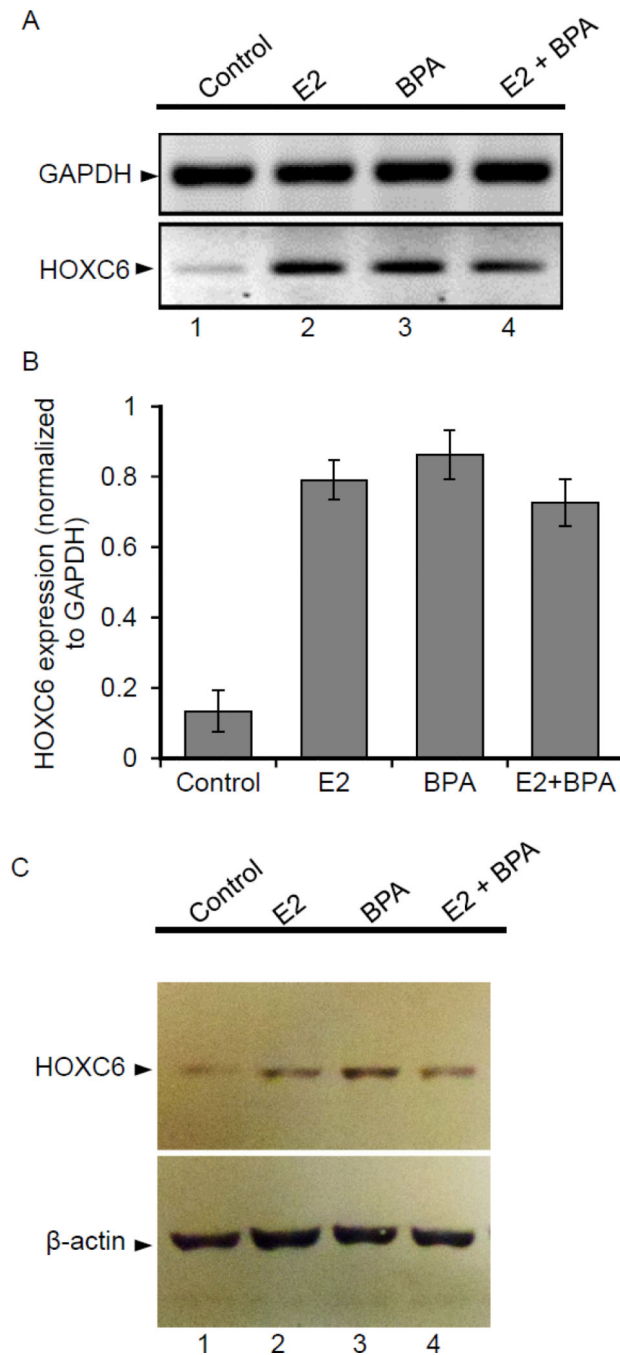 A
Control E2 BPA E2 + BPA
GAPDH
HOXC6
1 2 3 4
B
HOXC6 expression (normalized
to GAPDH)
1
0.8
0.6
0.4
0.2
0
Control E2 BPA E2+BPA
C
Control E2 BPA E2 + BPA
HOXC6
β-actin
1 2 3 4